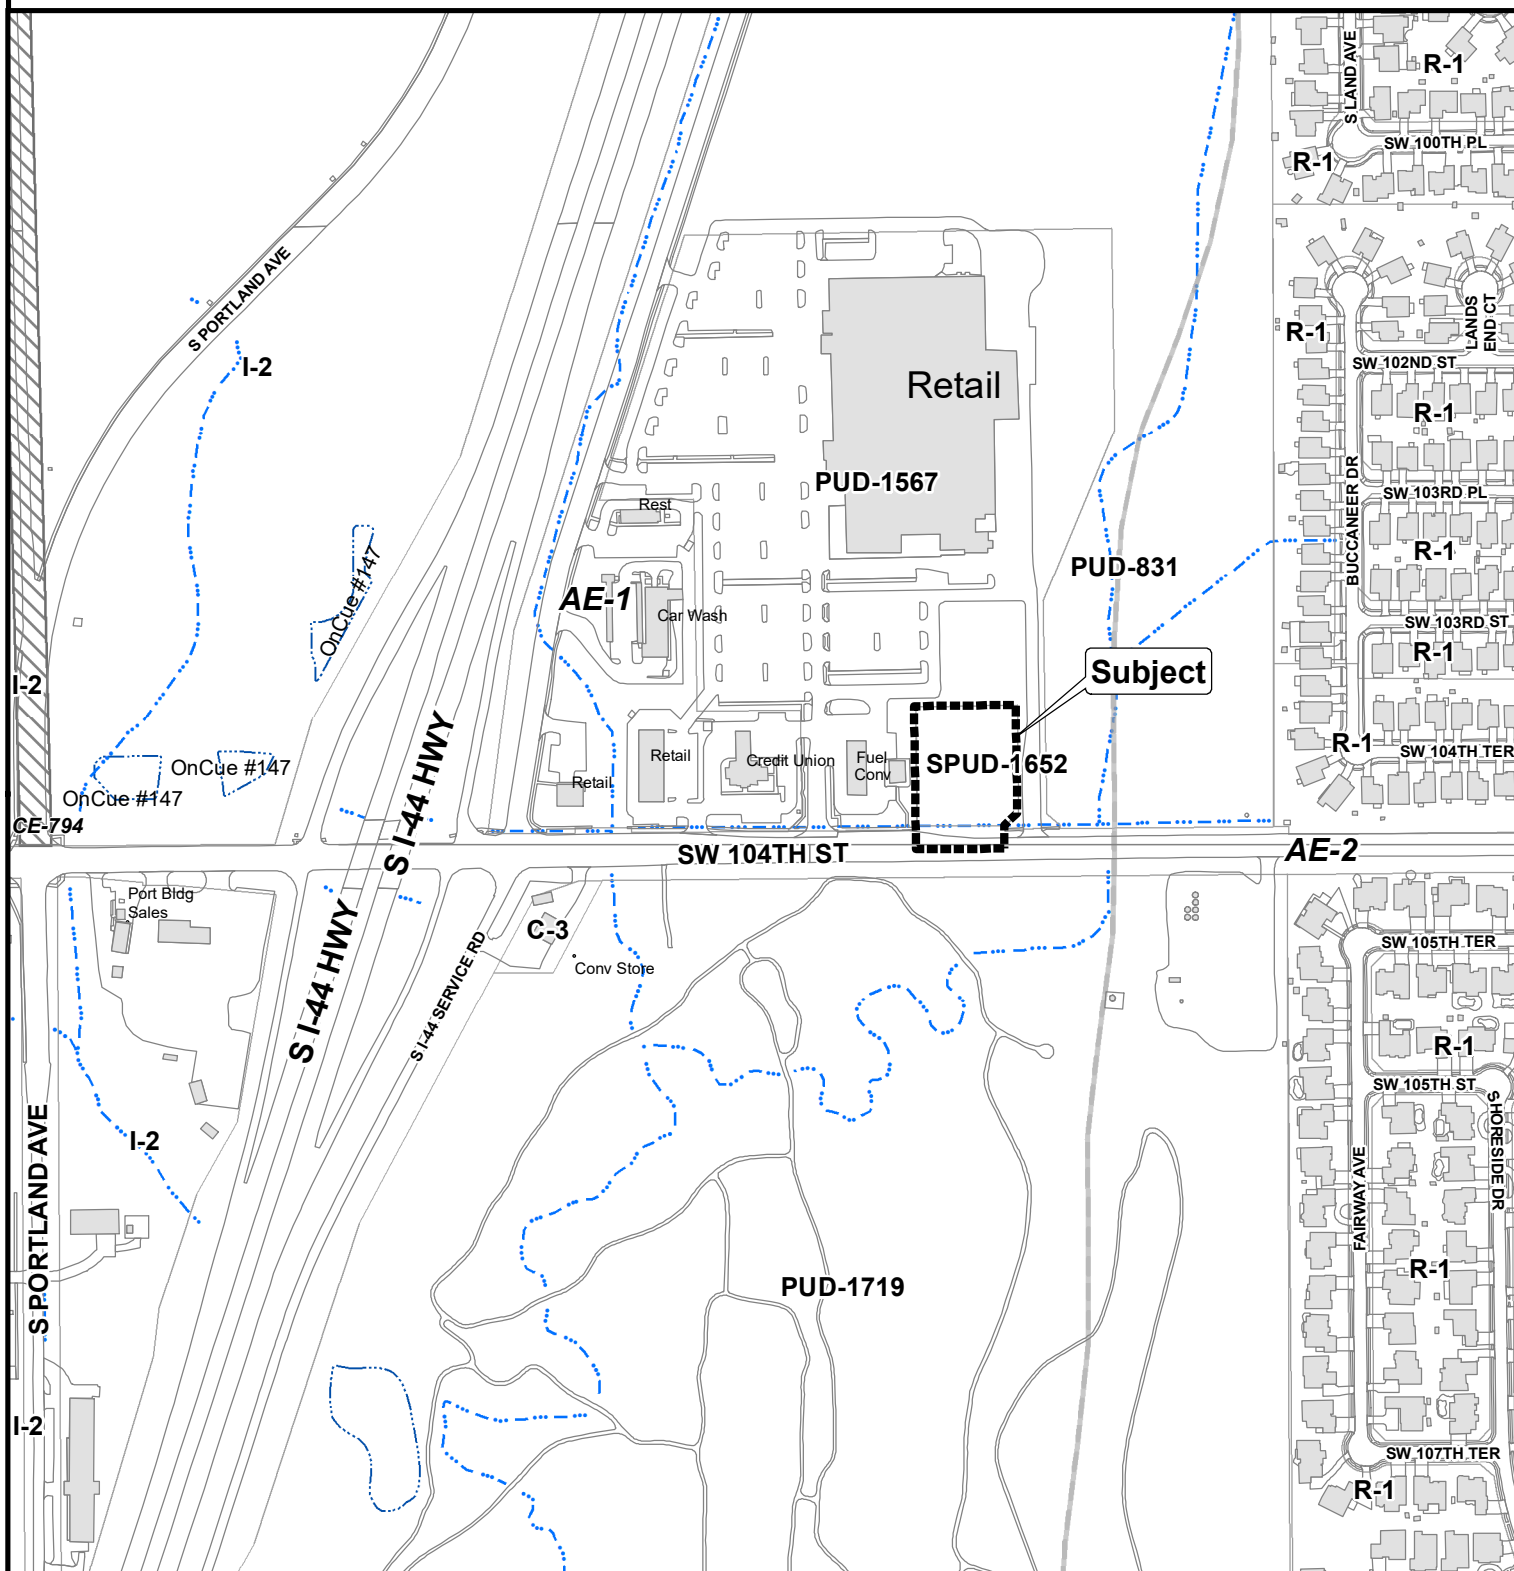 S LAND AVE
R-1
SW 100TH PL
R-1
S PORTLAND AVE
I-2
LANDS
END CT
R-1
SW 102ND ST
Retail
R-1
PUD-1567
SW 103RD PL
Rest
BUCCANEER DR
OnCue #147
R-1
PUD-831
AE-1
Car Wash
SW 103RD ST
R-1
Subject
I-2
S I-44 HWY
R-1
SW 104TH TER
Retail
Credit Union
Fuel
Conv
SPUD-1652
OnCue #147
Retail
OnCue #147
CE-794
SW 104TH ST
AE-2
Port Bldg
Sales
C-3
SW 105TH TER
S I-44 HWY
S I-44 SERVICE RD
Conv Store
R-1
SW 105TH ST
SHORESIDE DR
I-2
S PORTLAND AVE
FAIRWAY AVE
PUD-1719
R-1
I-2
SW 107TH TER
R-1